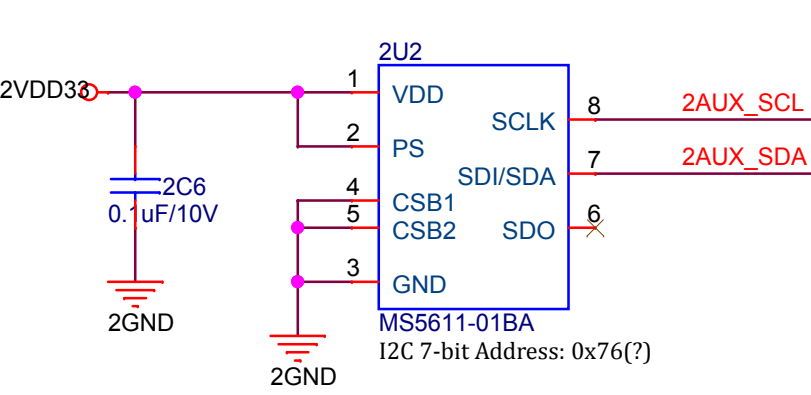 2U2
2VDD33
1
VDD
8
SCLK
2AUX_SCL
2
PS
7
SDI/SDA
2AUX_SDA
4
CSB1
5
CSB2
6
SDO
2C6
0.1uF/10V
3
GND
2GND
MS5611-01BA
I2C 7-bit Address: 0x76(?)
2GND